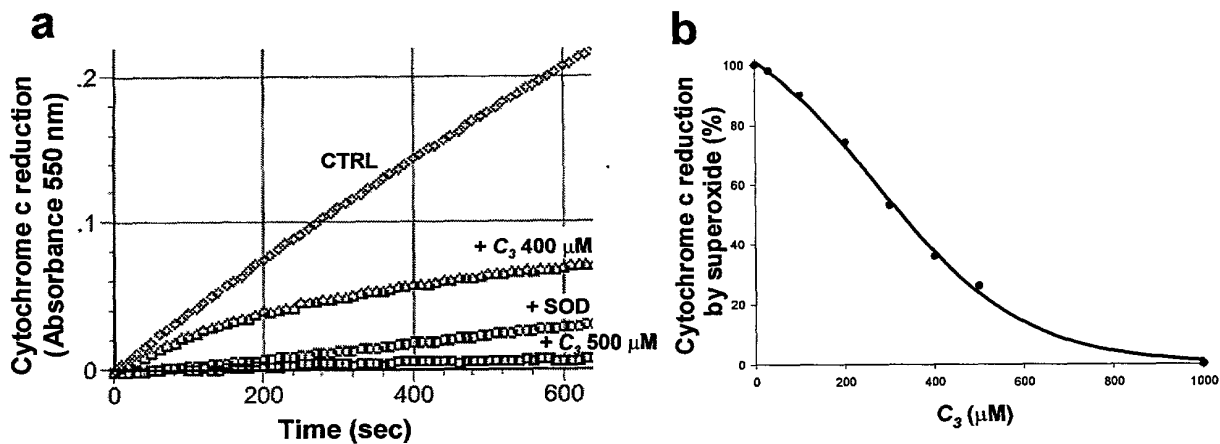 a
Cytochrome c reduction
(Absorbance 550 nm)
.2
.1
0
CTRL
+ C3 400 μM
+ SOD
+ C3 500 μM
0
200
400
600
Time (sec)
b
Cytochrome c reduction
by superoxide (%)
100
80
60
40
20
0
0
200
400
600
800
1000
C3 (μM)